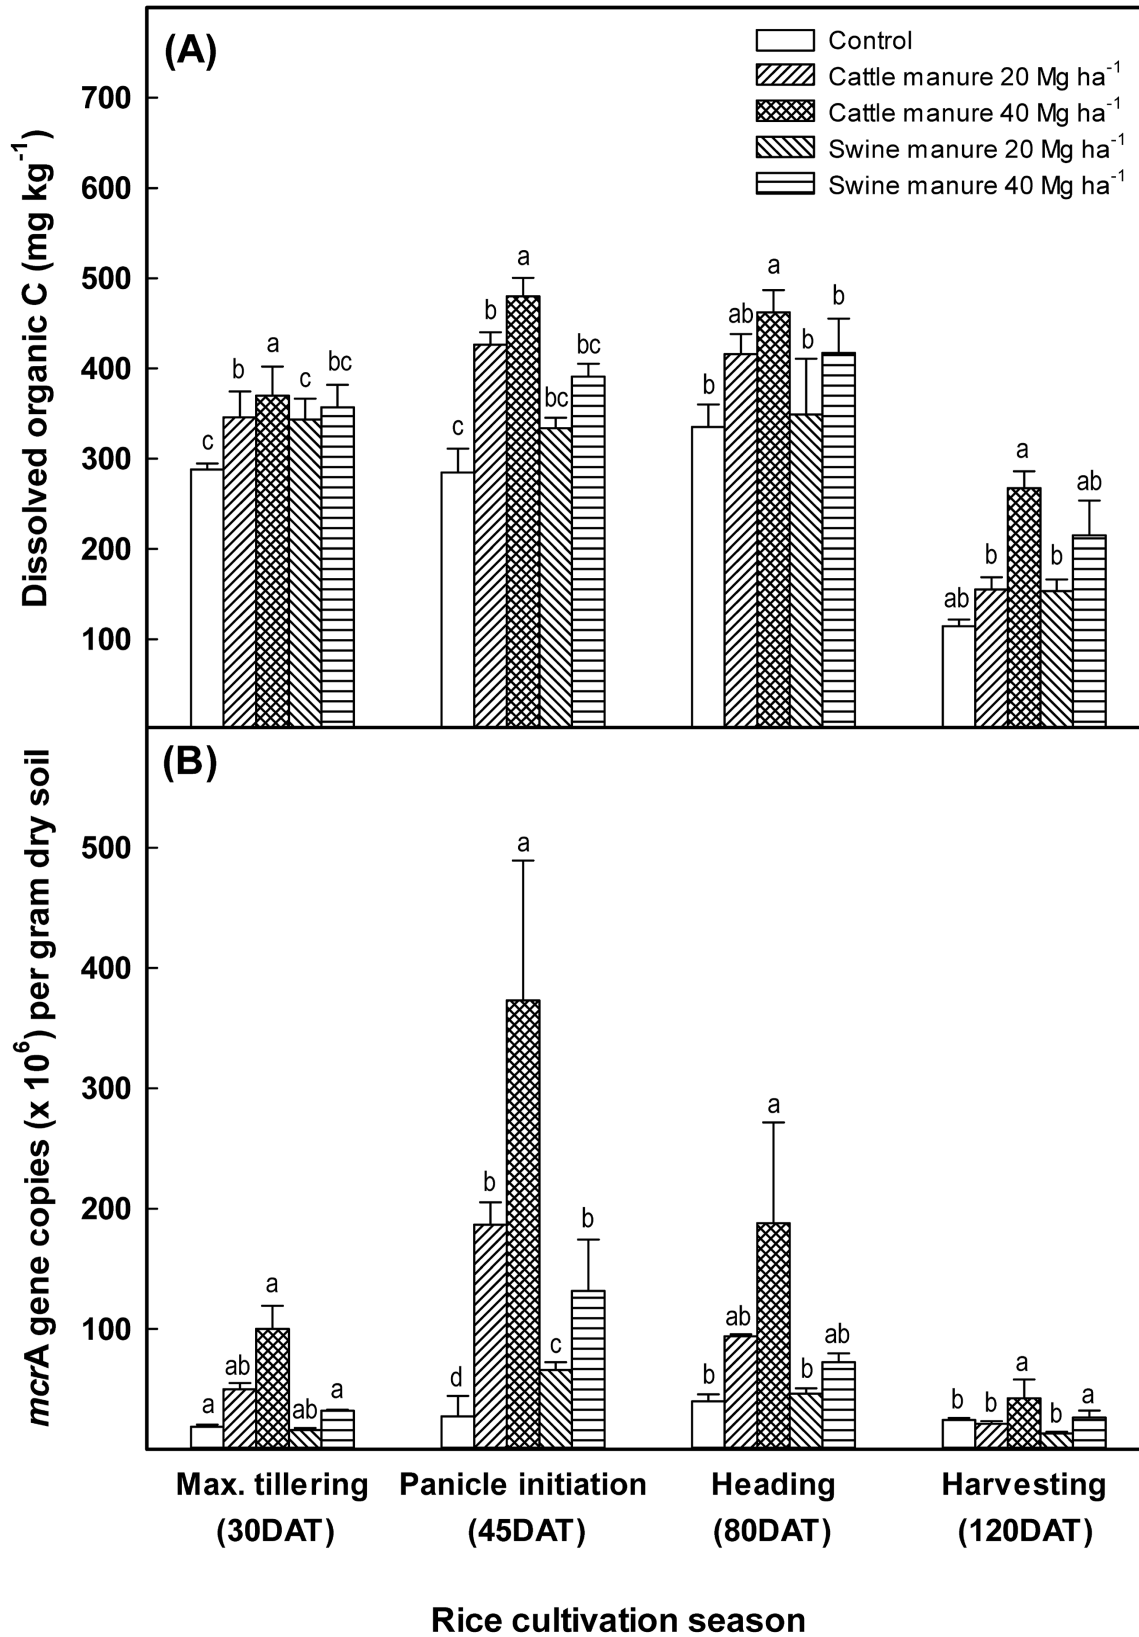 (A)
Control
Cattle manure 20 Mg ha⁻¹
Cattle manure 40 Mg ha⁻¹
Swine manure 20 Mg ha⁻¹
Swine manure 40 Mg ha⁻¹
Dissolved organic C (mg kg⁻¹)
700
600
500
400
300
200
100
c b a c bc
c b a bc bc
b ab a b b
ab b a b ab
(B)
mcrA gene copies (x 10⁶) per gram dry soil
500
400
300
200
100
a ab a ab a
d b a c b
b ab a b ab
b b a b a
Max. tillering Panicle initiation Heading Harvesting
(30DAT) (45DAT) (80DAT) (120DAT)
Rice cultivation season